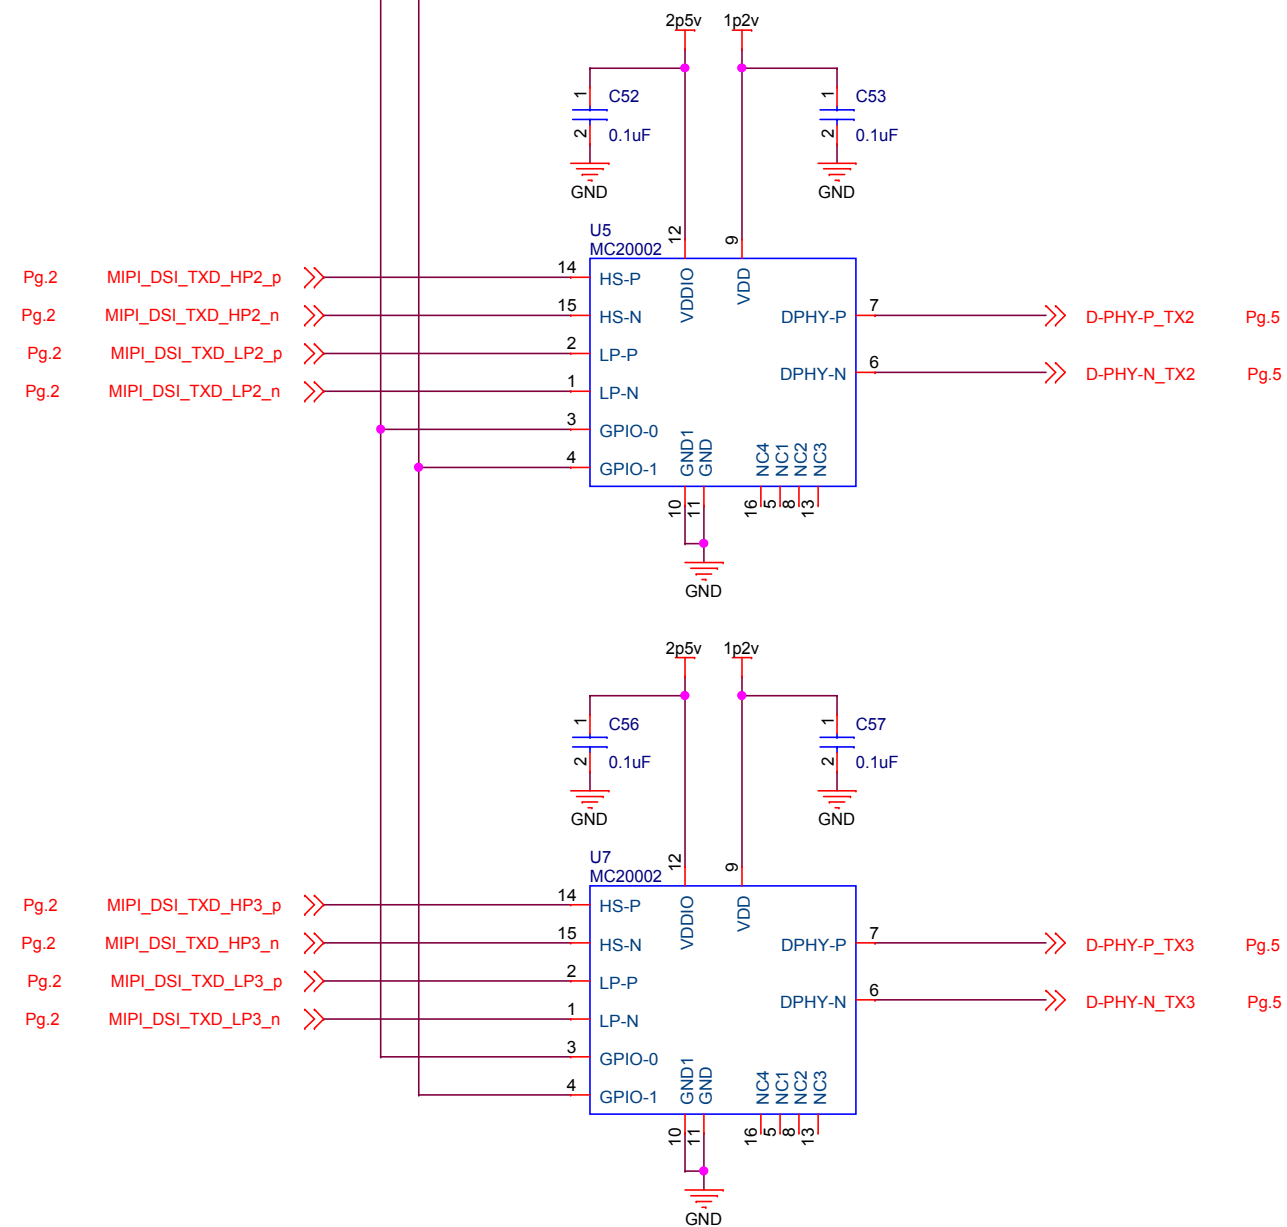 2p5v 1p2v
1 C52 1 C53
2 0.1uF 2 0.1uF
GND GND
U5
MC20002
12 9
Pg.2 MIPI_DSI_TXD_HP2_p 14 HS-P VDDIO VDD
Pg.2 MIPI_DSI_TXD_HP2_n 15 HS-N DPHY-P 7 D-PHY-P_TX2 Pg.5
Pg.2 MIPI_DSI_TXD_LP2_p 2 LP-P
DPHY-N 6 D-PHY-N_TX2 Pg.5
Pg.2 MIPI_DSI_TXD_LP2_n 1 LP-N
3 GPIO-0
4 GPIO-1 GND1 GND NC4 NC1 NC2 NC3
10 11 16 5 8 13
GND
2p5v 1p2v
1 C56 1 C57
2 0.1uF 2 0.1uF
GND GND
U7
MC20002
12 9
Pg.2 MIPI_DSI_TXD_HP3_p 14 HS-P VDDIO VDD
Pg.2 MIPI_DSI_TXD_HP3_n 15 HS-N DPHY-P 7 D-PHY-P_TX3 Pg.5
Pg.2 MIPI_DSI_TXD_LP3_p 2 LP-P
DPHY-N 6 D-PHY-N_TX3 Pg.5
Pg.2 MIPI_DSI_TXD_LP3_n 1 LP-N
3 GPIO-0
4 GPIO-1 GND1 GND NC4 NC1 NC2 NC3
10 11 16 5 8 13
GND